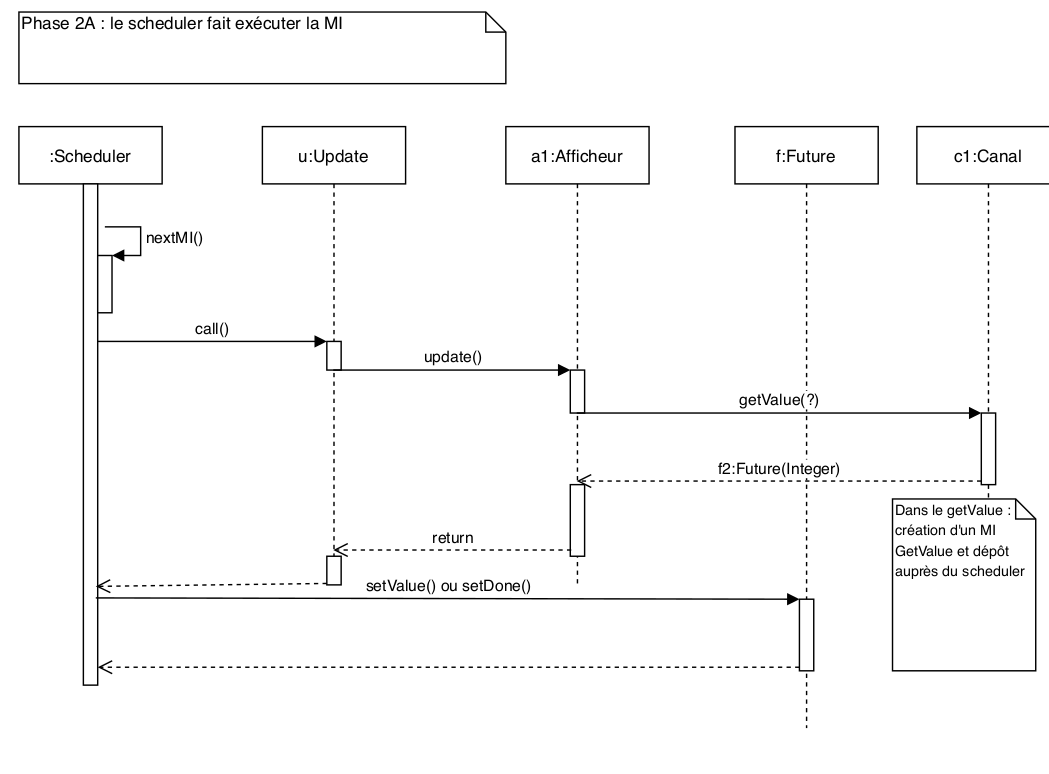 Phase 2A : le scheduler fait exécuter la MI
:Scheduler
u:Update
a1:Afficheur
f:Future
c1:Canal
nextMI()
call()
update()
getValue(?)
f2:Future(Integer)
Dans le getValue :
création d'un MI
GetValue et dépôt
auprès du scheduler
return
setValue() ou setDone()